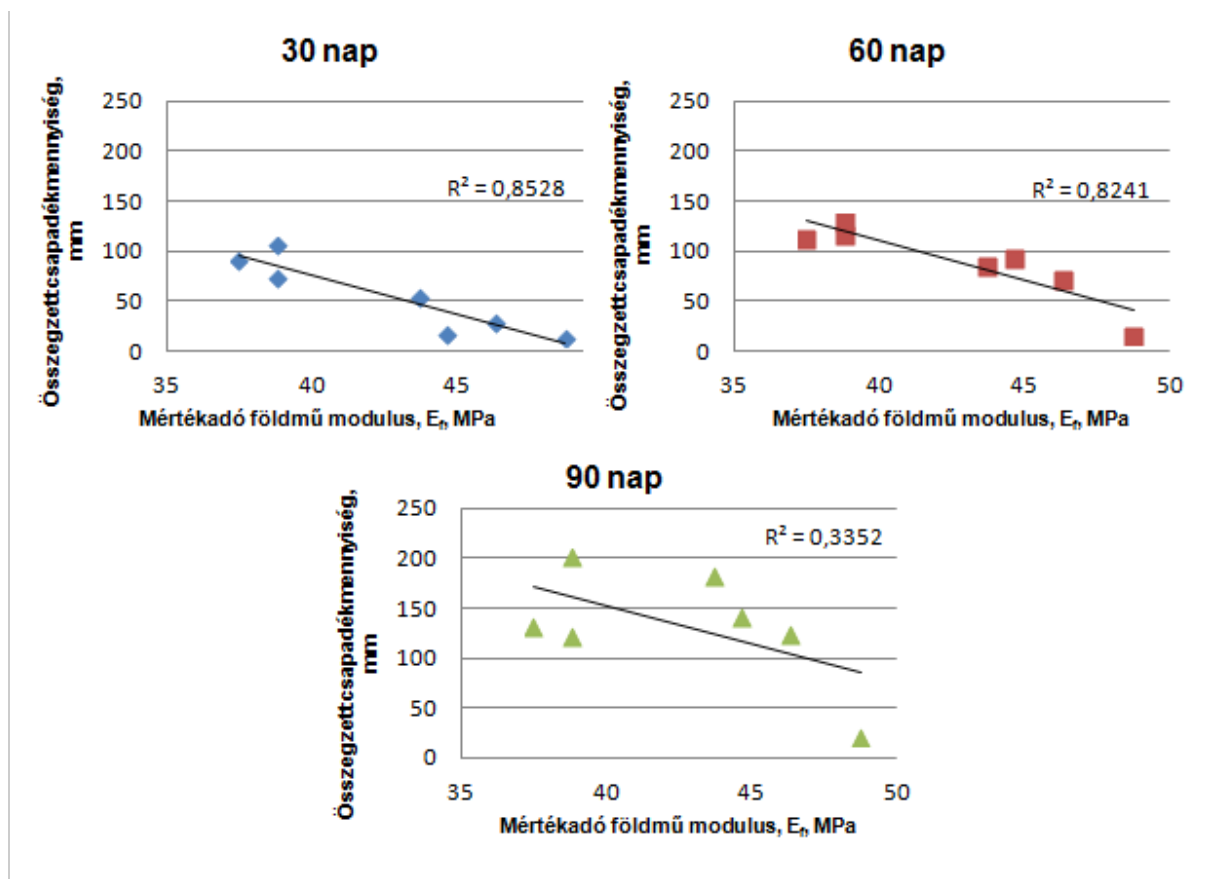 30 nap
Összegzett csapadékmennyiség,
mm
250
200
150
100
50
0
R² = 0,8528
35 40 45
Mértékadó földmű modulus, Eₙ, MPa
60 nap
Összegzett csapadékmennyiség,
mm
250
200
150
100
50
0
R² = 0,8241
35 40 45 50
Mértékadó földmű modulus, Eₙ, MPa
90 nap
Összegzett csapadékmennyiség,
mm
250
200
150
100
50
0
R² = 0,3352
35 40 45 50
Mértékadó földmű modulus, Eₙ, MPa